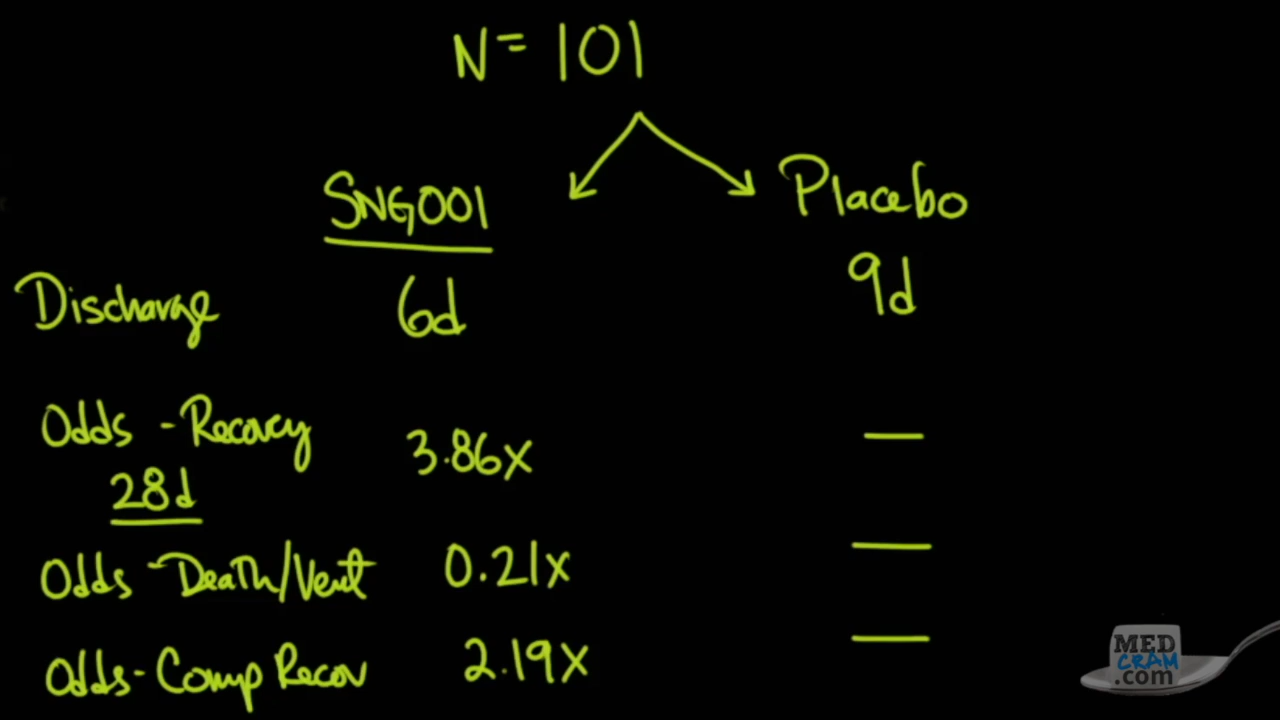 N = 101
SNG001 Placebo
Discharge 6d 9d
Odds - Recovery 3.86x —
28d
Odds - Death/Vent 0.21x —
Odds - Comp Recov 2.19x —
MED
CRAM
.com